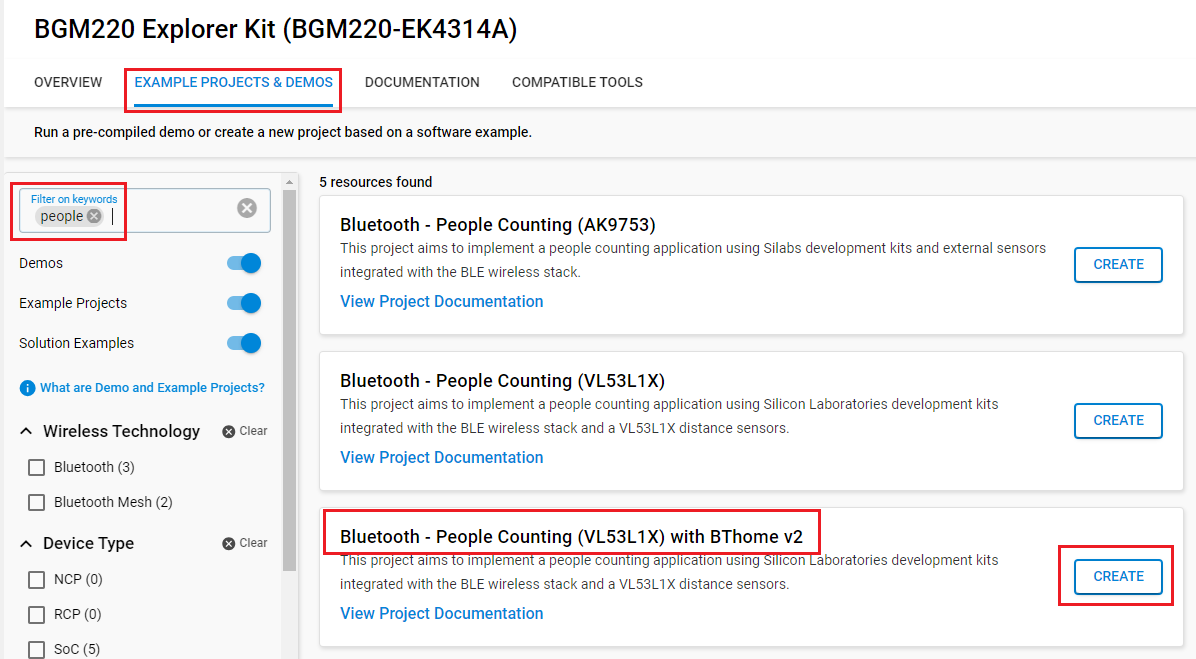 BGM220 Explorer Kit (BGM220-EK4314A)
OVERVIEW EXAMPLE PROJECTS & DEMOS DOCUMENTATION COMPATIBLE TOOLS
Run a pre-compiled demo or create a new project based on a software example.
Filter on keywords
people
Demos
Example Projects
Solution Examples
What are Demo and Example Projects?
Wireless Technology Clear
Bluetooth (3)
Bluetooth Mesh (2)
Device Type Clear
NCP (0)
RCP (0)
SoC (5)
5 resources found
Bluetooth - People Counting (AK9753)
This project aims to implement a people counting application using Silabs development kits and external sensors
integrated with the BLE wireless stack.
View Project Documentation
CREATE
Bluetooth - People Counting (VL53L1X)
This project aims to implement a people counting application using Silicon Laboratories development kits
integrated with the BLE wireless stack and a VL53L1X distance sensors.
View Project Documentation
CREATE
Bluetooth - People Counting (VL53L1X) with BThome v2
This project aims to implement a people counting application using Silicon Laboratories development kits
integrated with the BLE wireless stack and a VL53L1X distance sensors.
View Project Documentation
CREATE